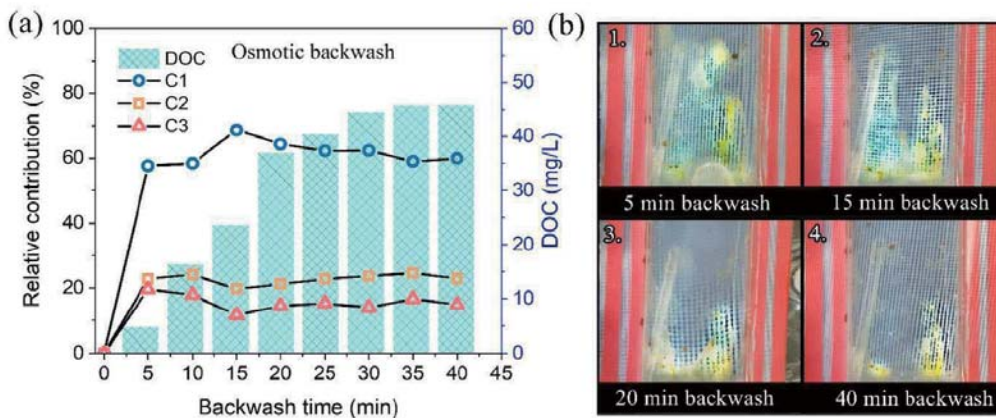 (a)
Relative contribution (%)
100
80
60
40
20
0
Osmotic backwash
DOC
C1
C2
C3
60
50
40
30
20
10
0
DOC (mg/L)
0 5 10 15 20 25 30 35 40 45
Backwash time (min)
(b)
1.
5 min backwash
2.
15 min backwash
3.
20 min backwash
4.
40 min backwash